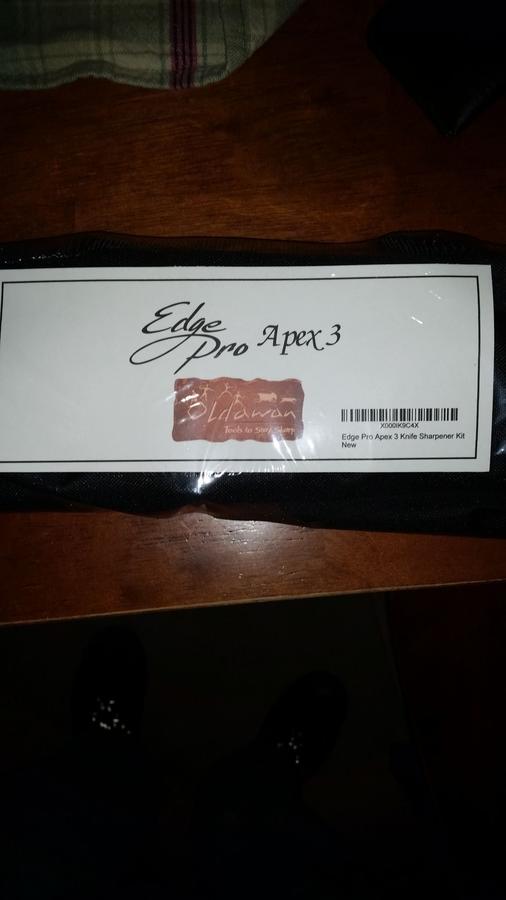 Edge Pro Apex 3
Oldawan
Tools to Stay Sharp
X000IK9C4X
Edge Pro Apex 3 Knife Sharpener Kit
New